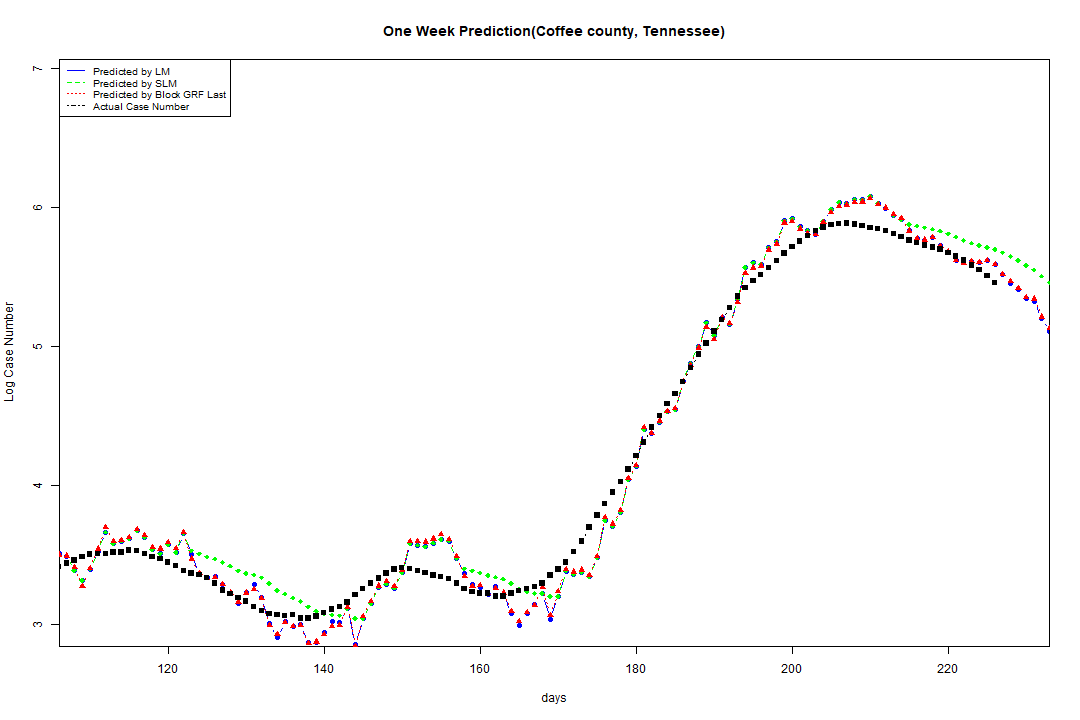 One Week Prediction(Coffee county, Tennessee)
Predicted by LM
Predicted by SLM
Predicted by Block GRF Last
Actual Case Number
7
6
5
4
3
Log Case Number
120 140 160 180 200 220
days